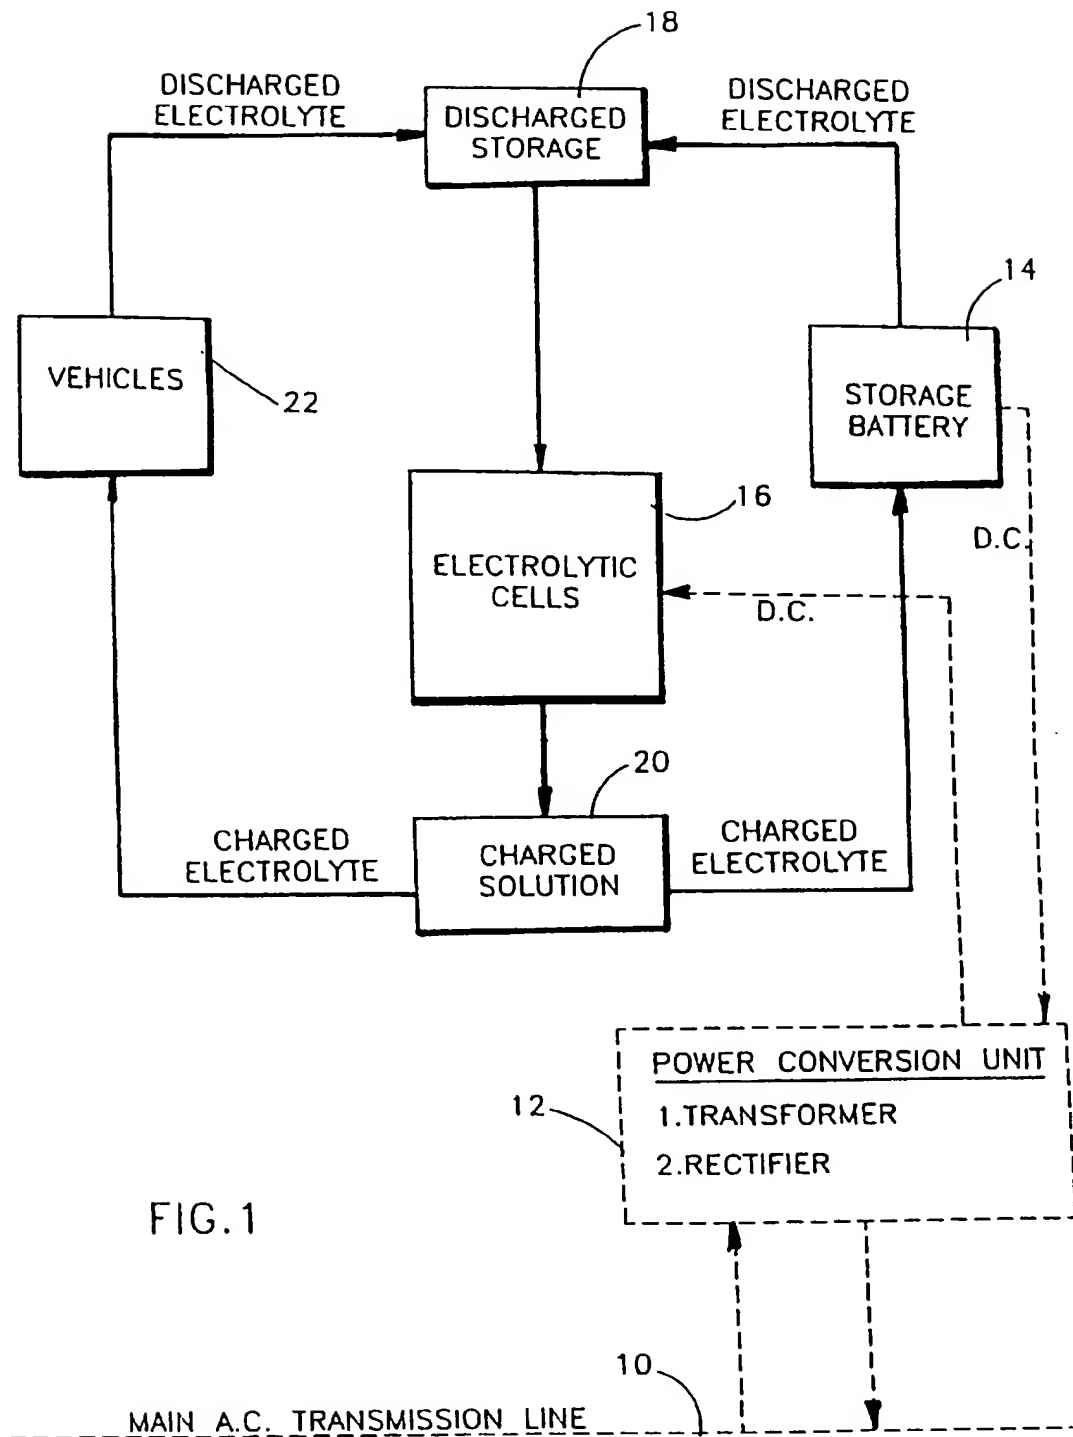 18
DISCHARGED
ELECTROLYTE
DISCHARGED
STORAGE
DISCHARGED
ELECTROLYTE
14
VEHICLES
22
STORAGE
BATTERY
16
D.C.
ELECTROLYTIC
CELLS
D.C.
20
CHARGED
ELECTROLYTE
CHARGED
SOLUTION
CHARGED
ELECTROLYTE
POWER CONVERSION UNIT
12
1.TRANSFORMER
2.RECTIFIER
FIG.1
10
MAIN A.C. TRANSMISSION LINE